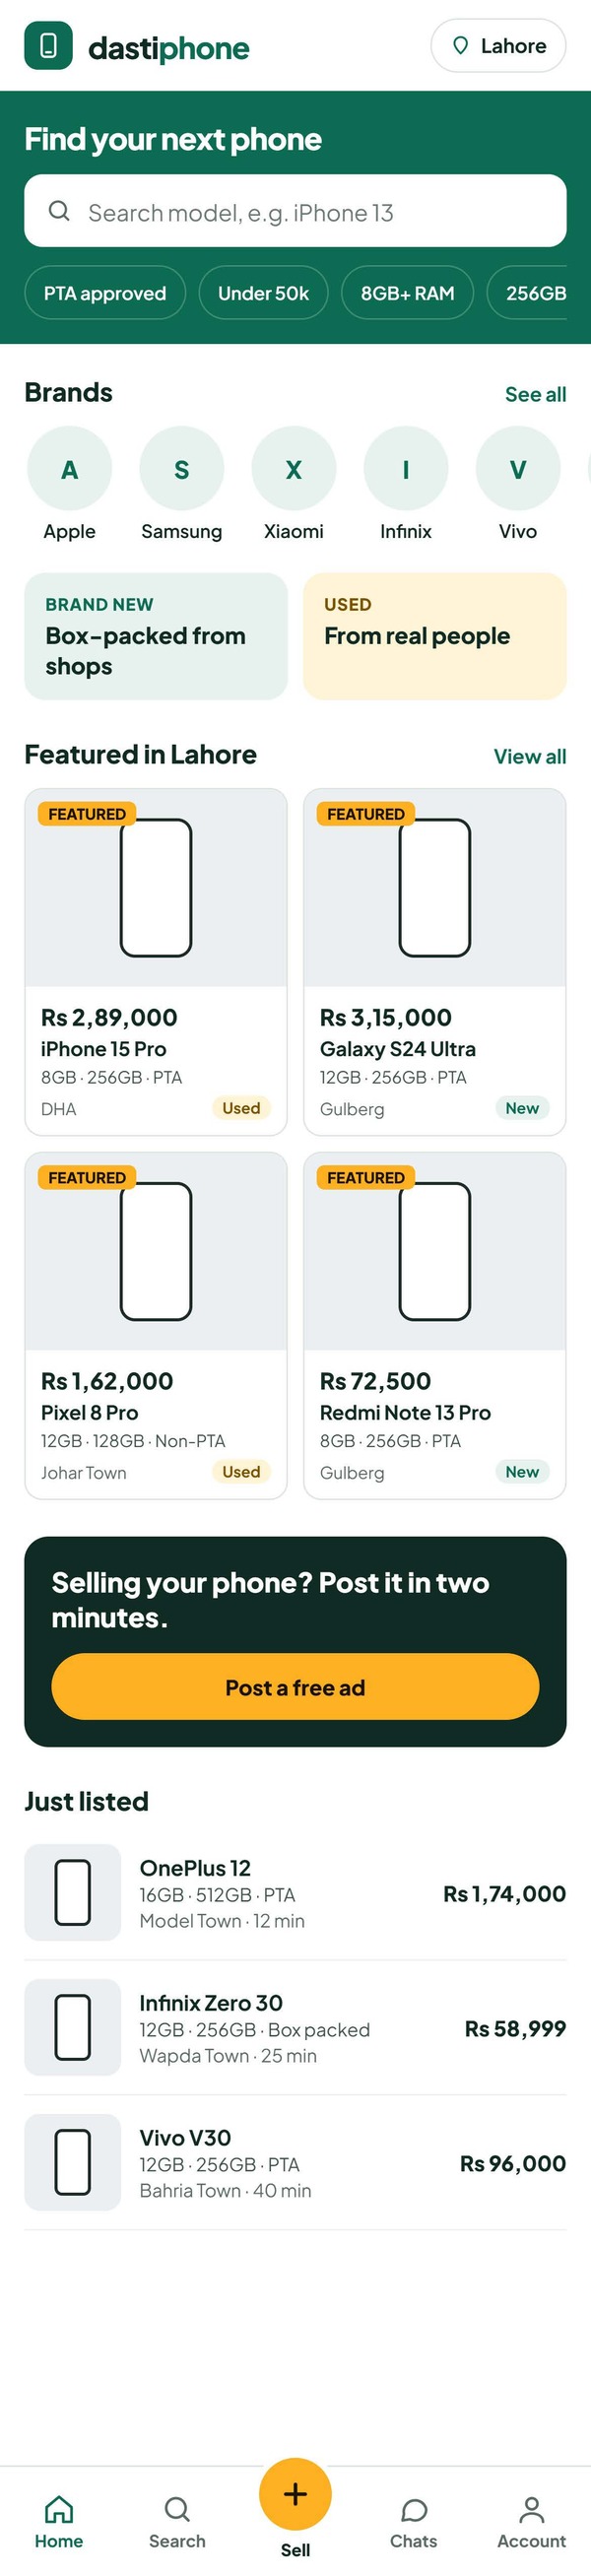 dastiphone
Lahore
Find your next phone
Search model, e.g. iPhone 13
PTA approved
Under 50k
8GB+ RAM
256GB
Brands
See all
A
S
X
I
V
Apple
Samsung
Xiaomi
Infinix
Vivo
BRAND NEW
Box-packed from
shops
USED
From real people
Featured in Lahore
View all
FEATURED
Rs 2,89,000
iPhone 15 Pro
8GB · 256GB · PTA
DHA
Used
FEATURED
Rs 3,15,000
Galaxy S24 Ultra
12GB · 256GB · PTA
Gulberg
New
FEATURED
Rs 1,62,000
Pixel 8 Pro
12GB · 128GB · Non-PTA
Johar Town
Used
FEATURED
Rs 72,500
Redmi Note 13 Pro
8GB · 256GB · PTA
Gulberg
New
Selling your phone? Post it in two
minutes.
Post a free ad
Just listed
OnePlus 12
16GB · 512GB · PTA
Model Town · 12 min
Rs 1,74,000
Infinix Zero 30
12GB · 256GB · Box packed
Wapda Town · 25 min
Rs 58,999
Vivo V30
12GB · 256GB · PTA
Bahria Town · 40 min
Rs 96,000
Home
Search
Sell
Chats
Account